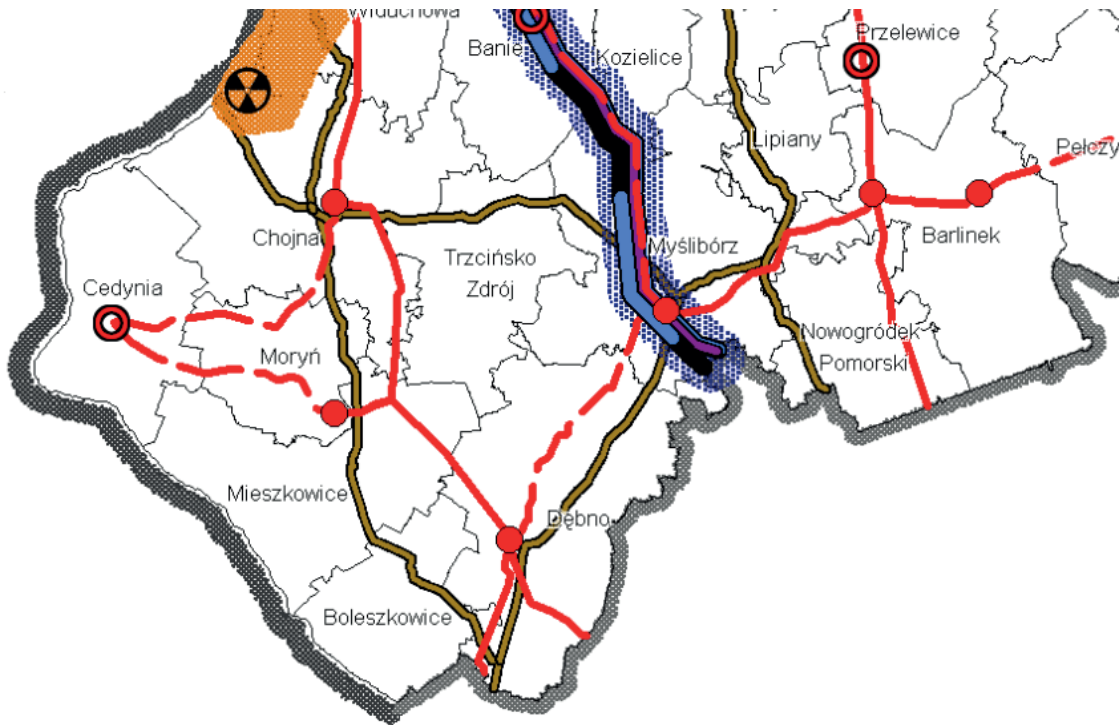 Widuchowa
Banie
Kozielice
Przelewice
Lipiany
Pełczy
Chojna
Trzcińsko
Zdrój
Myślibórz
Barlinek
Cedynia
Moryń
Nowogródek
Pomorski
Mieszkowice
Dębno
Boleszkowice